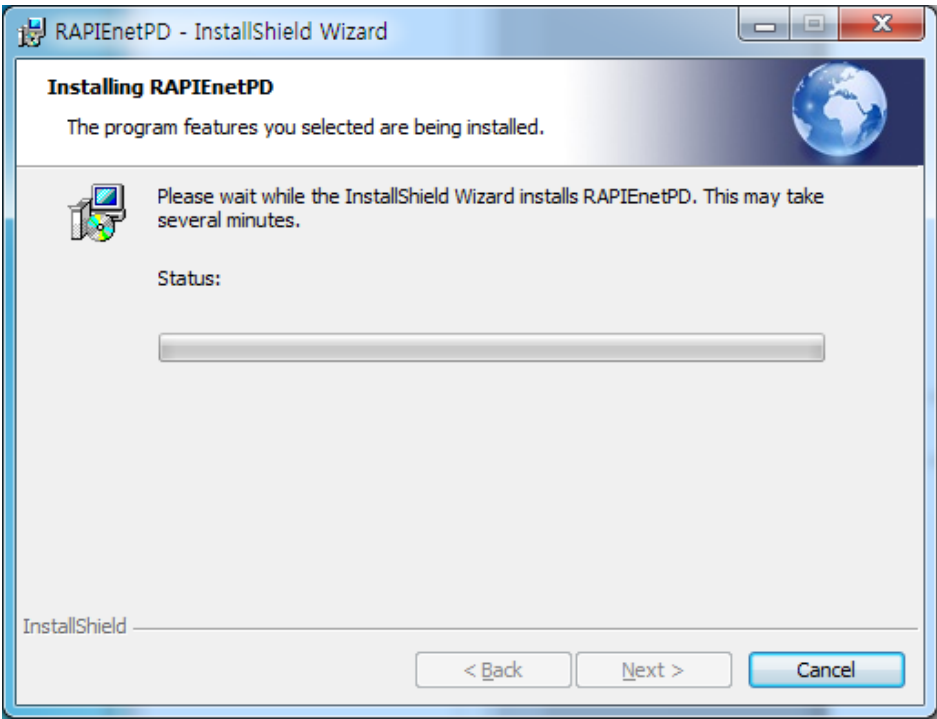 RAPIEnetPD - InstallShield Wizard
Installing RAPIEnetPD
The program features you selected are being installed.
Please wait while the InstallShield Wizard installs RAPIEnetPD. This may take
several minutes.
Status:
InstallShield
< Back
Next >
Cancel